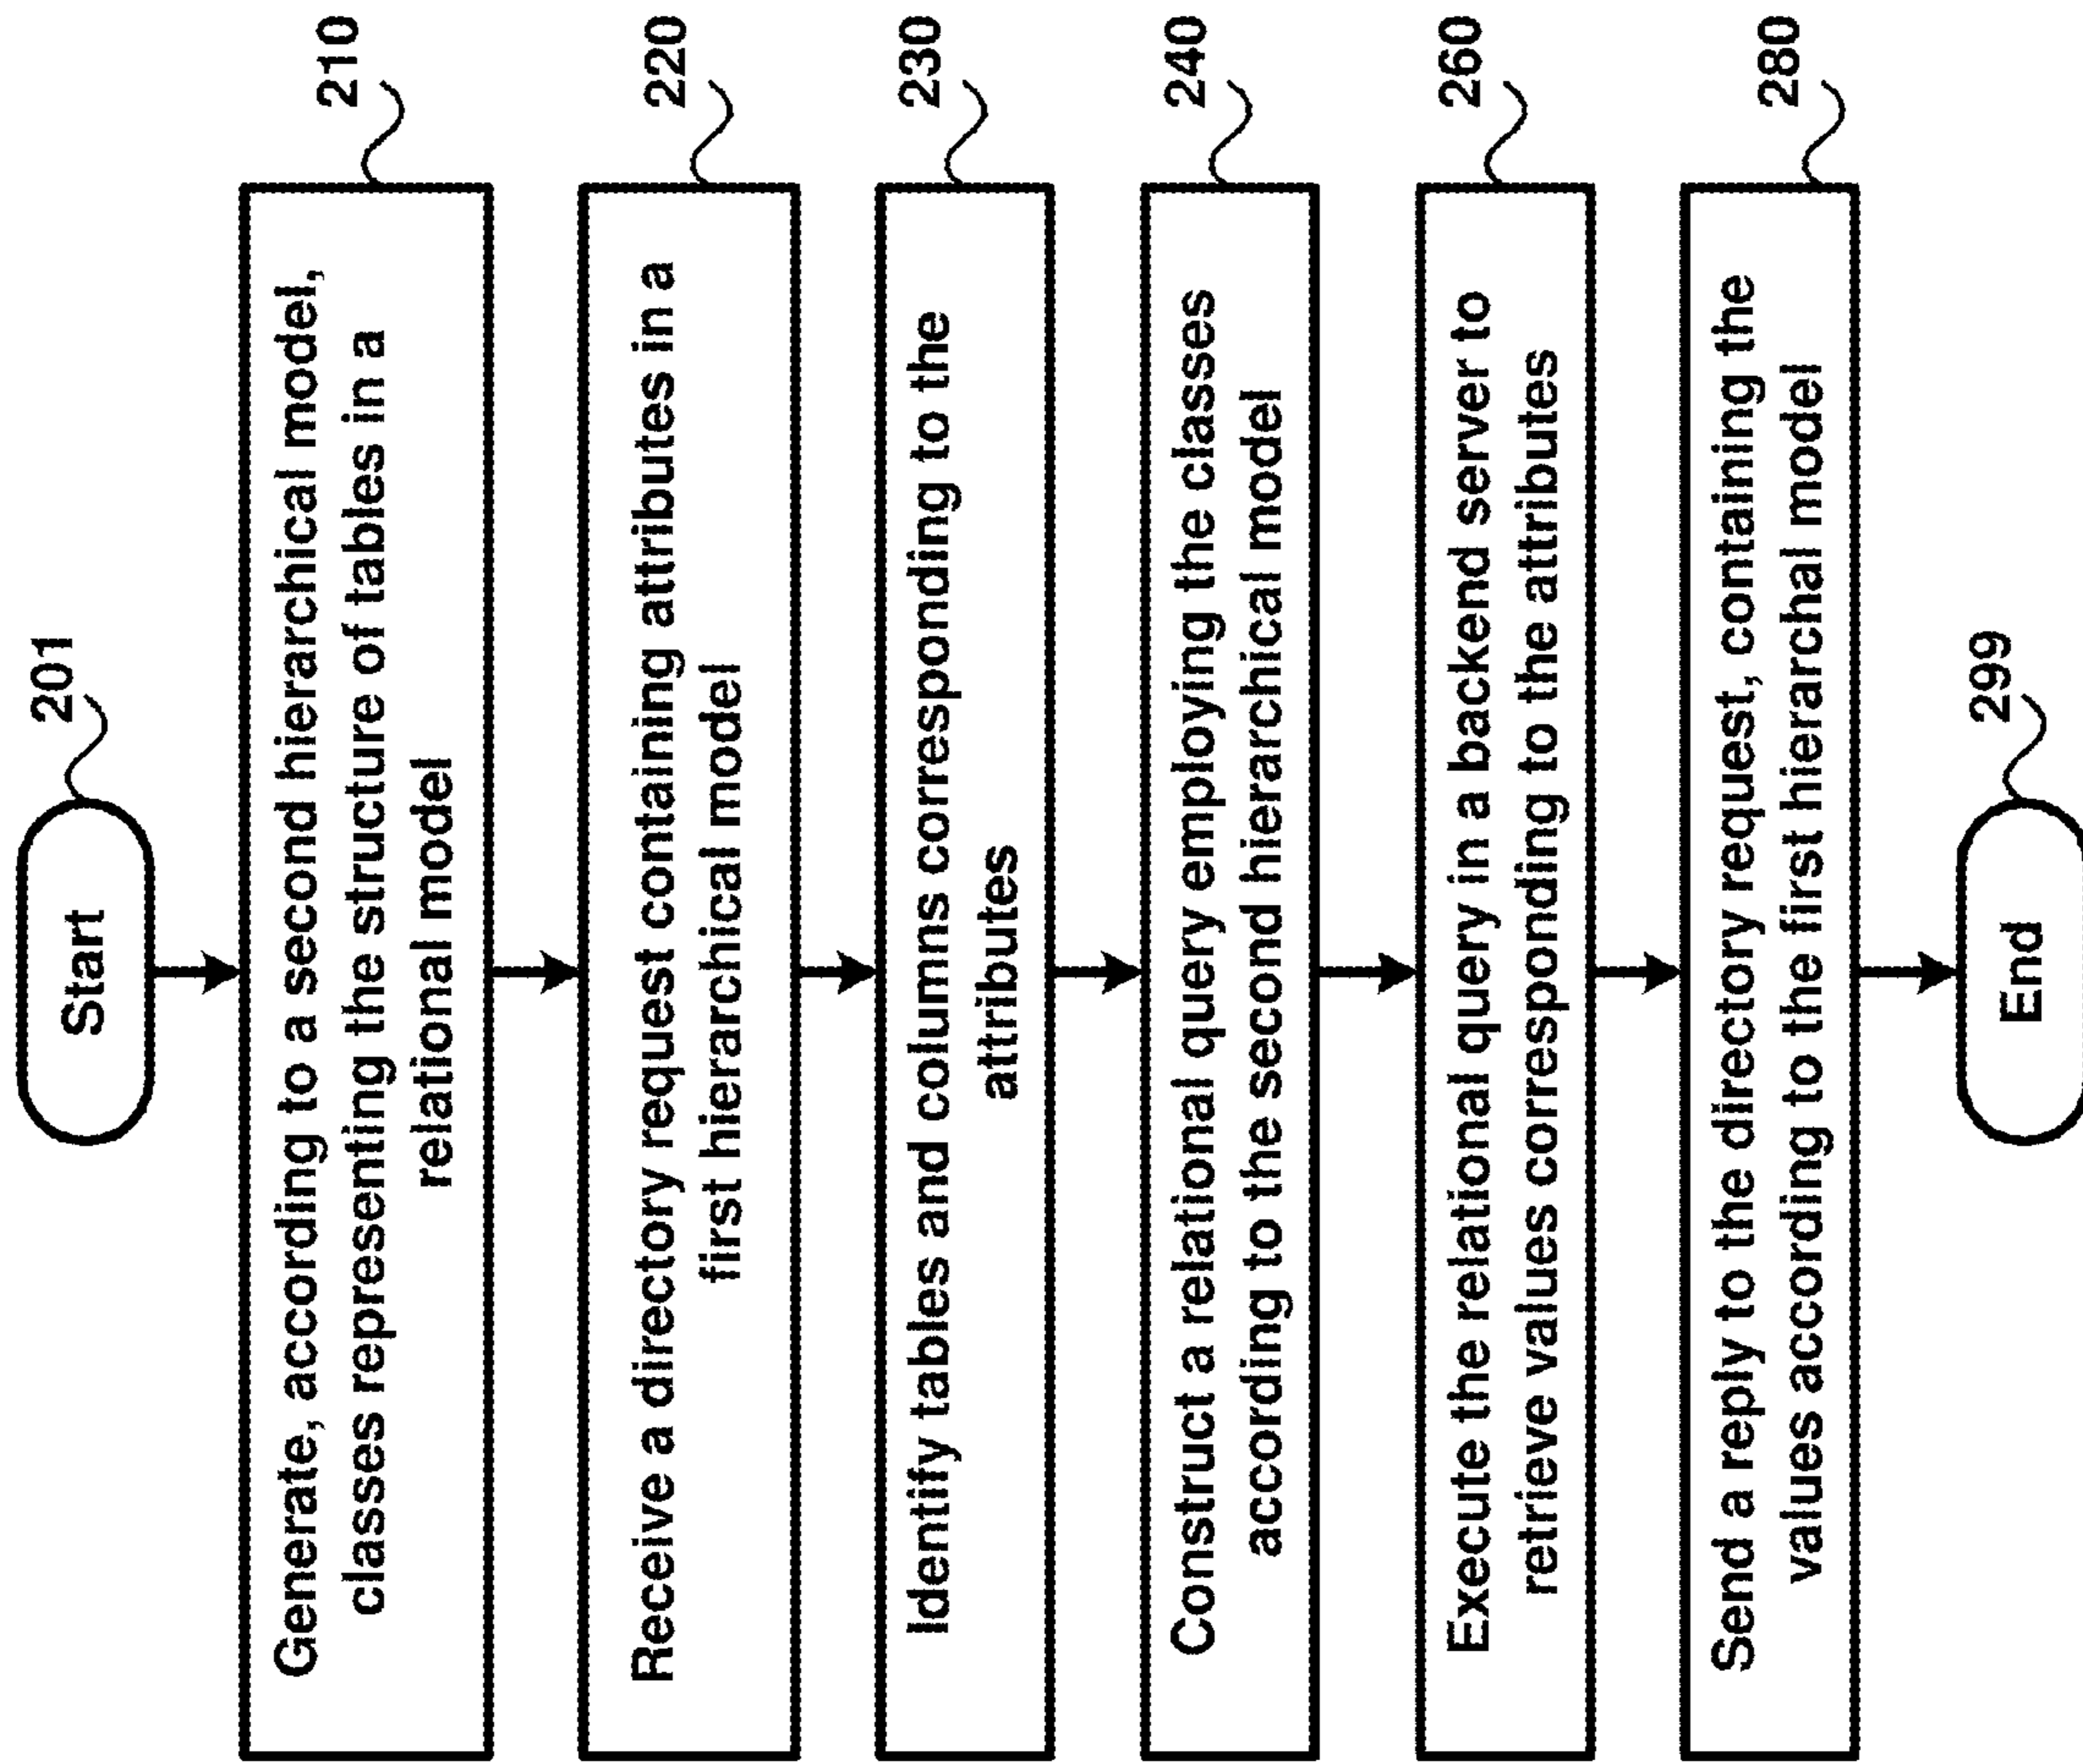 201
Start
210
Generate, according to a second hierarchical model,
classes representing the structure of tables in a
relational model
220
Receive a directory request containing attributes in a
first hierarchical model
230
Identify tables and columns corresponding to the
attributes
240
Construct a relational query employing the classes
according to the second hierarchical model
260
Execute the relational query in a backend server to
retrieve values corresponding to the attributes
280
Send a reply to the directory request, containing the
values according to the first hierarchal model
299
End